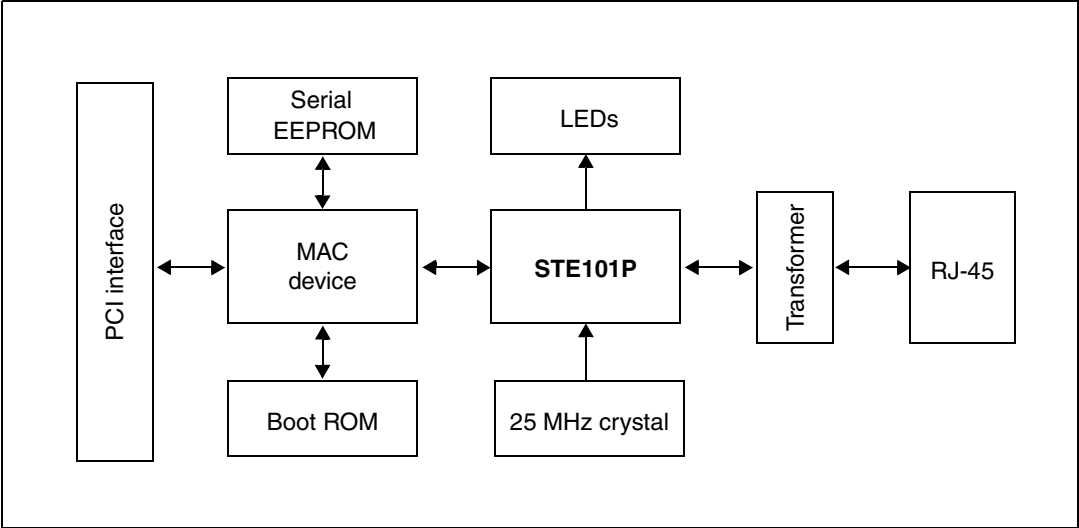 Serial
EEPROM
LEDs
PCI interface
MAC
device
STE101P
Transformer
RJ-45
Boot ROM
25 MHz crystal